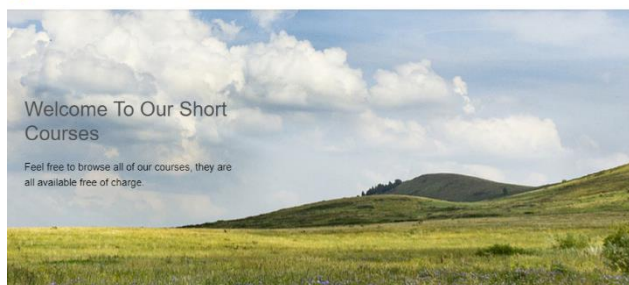 Welcome To Our Short
Courses
Feel free to browse all of our courses, they are
all available free of charge.